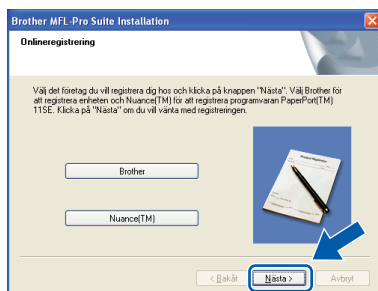 Brother MFL-Pro Suite Installation
Onlineregistrering
Välj det företag du vill registrera dig hos och klicka på knappen "Nästa". Välj Brother för
att registrera enheten och Nuance(TM) för att registrera programvaran PaperPort(TM)
11SE. Klicka på "Nästa" om du vill vänta med registreringen.
Brother
Product Registration
Nuance(TM)
< Bakåt
Nästa >
Avbryt